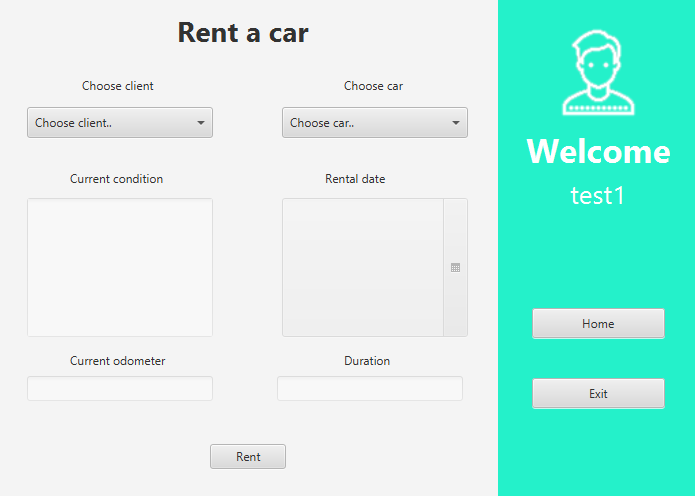 Rent a car
Choose client
Choose car
Choose client..
Choose car..
Current condition
Rental date
Current odometer
Duration
Rent
Welcome
test1
Home
Exit